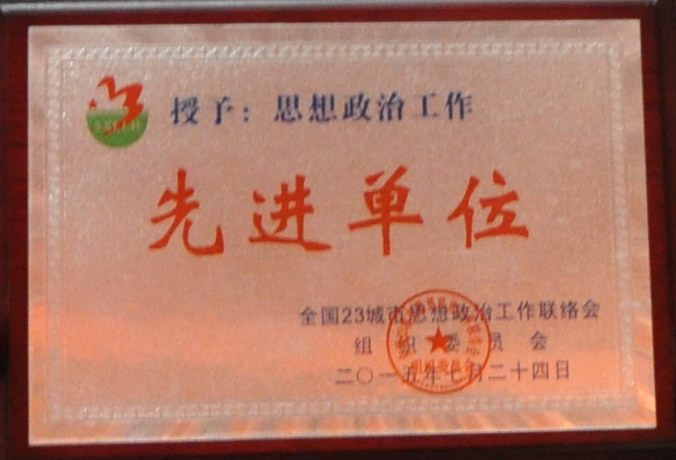 授予：思想政治工作
先进单位
全国23城市思想政治工作联络会
组织委员会
二〇一五年七月二十四日